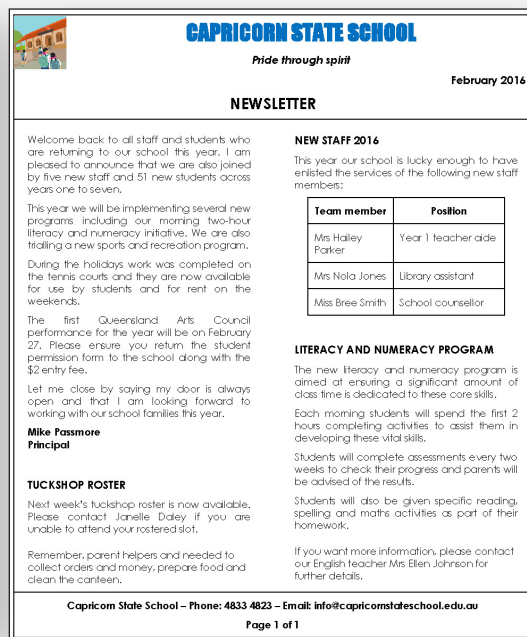 CAPRICORN STATE SCHOOL
Pride through spirit
February 2016
NEWSLETTER
Welcome back to all staff and students who
are returning to our school this year. I am
pleased to announce that we are also joined
by five new staff and 51 new students across
years one to seven.
This year we will be implementing several new
programs including our morning two-hour
literacy and numeracy initiative. We are also
trialling a new sports and recreation program.
During the holidays work was completed on
the tennis courts and they are now available
for use by students and for rent on the
weekends.
The first Queensland Arts Council
performance for the year will be on February
27. Please ensure you return the student
permission form to the school along with the
$2 entry fee.
Let me close by saying my door is always
open and that I am looking forward to
working with our school families this year.
Mike Passmore
Principal
TUCKSHOP ROSTER
Next week's tuckshop roster is now available.
Please contact Janelle Daley if you are
unable to attend your rostered slot.
Remember, parent helpers and needed to
collect orders and money, prepare food and
clean the canteen.
NEW STAFF 2016
This year our school is lucky enough to have
enlisted the services of the following new staff
members:
Team member Position
Mrs Hailey Year 1 teacher aide
Parker
Mrs Nola Jones Library assistant
Miss Bree Smith School counsellor
LITERACY AND NUMERACY PROGRAM
The new literacy and numeracy program is
aimed at ensuring a significant amount of
class time is dedicated to these core skills.
Each morning students will spend the first 2
hours completing activities to assist them in
developing these vital skills.
Students will complete assessments every two
weeks to check their progress and parents will
be advised of the results.
Students will also be given specific reading,
spelling and maths activities as part of their
homework.
If you want more information, please contact
our English teacher Mrs Ellen Johnson for
further details.
Capricorn State School – Phone: 4833 4823 – Email: info@capricornstateschool.edu.au
Page 1 of 1